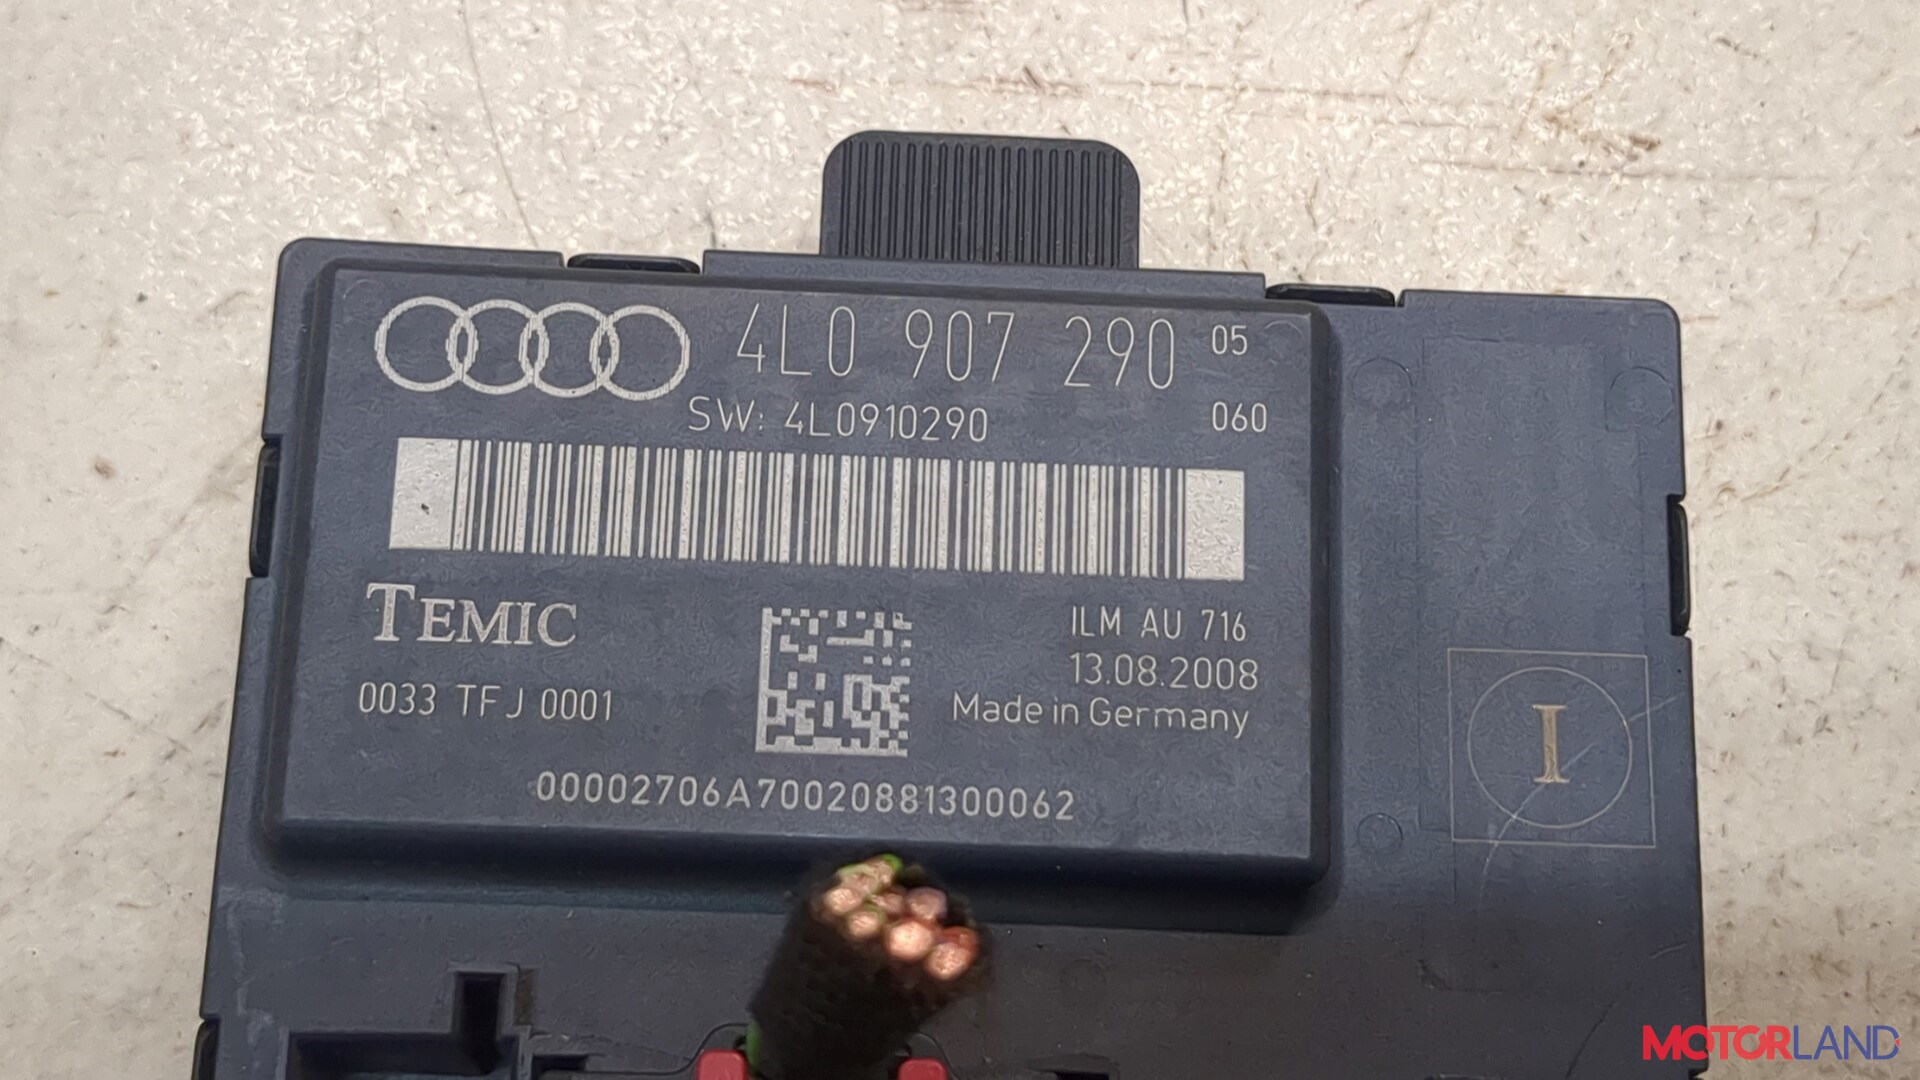 4L0 907 290 05
SW: 4L0910290 060
TEMIC
ILM AU 716
13.08.2008
0033 TFJ 0001
Made in Germany
00002706A70020881300062
I
MOTORLAND